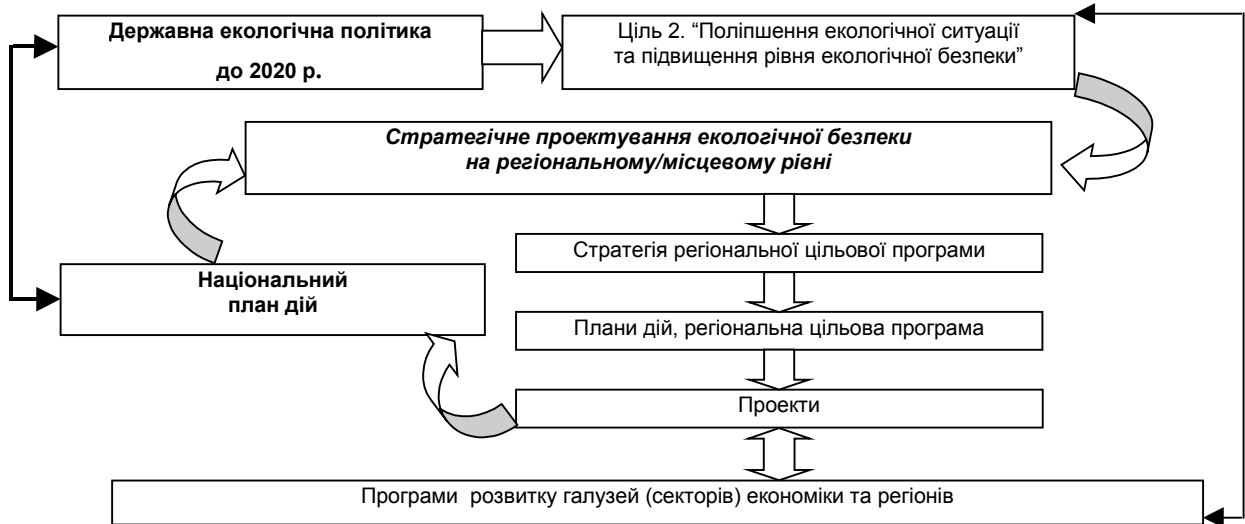 Державна екологічна політика
до 2020 р.
Ціль 2. “Поліпшення екологічної ситуації
та підвищення рівня екологічної безпеки”
Стратегічне проектування екологічної безпеки
на регіональному/місцевому рівні
Стратегія регіональної цільової програми
Національний
план дій
Плани дій, регіональна цільова програма
Проекти
Програми розвитку галузей (секторів) економіки та регіонів